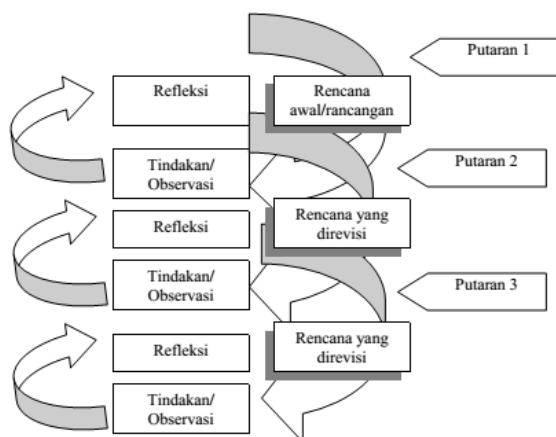 Putaran 1
Refleksi
Rencana
awal/rancangan
Putaran 2
Tindakan/
Observasi
Refleksi
Rencana yang
direvisi
Tindakan/
Observasi
Putaran 3
Refleksi
Rencana yang
direvisi
Tindakan/
Observasi